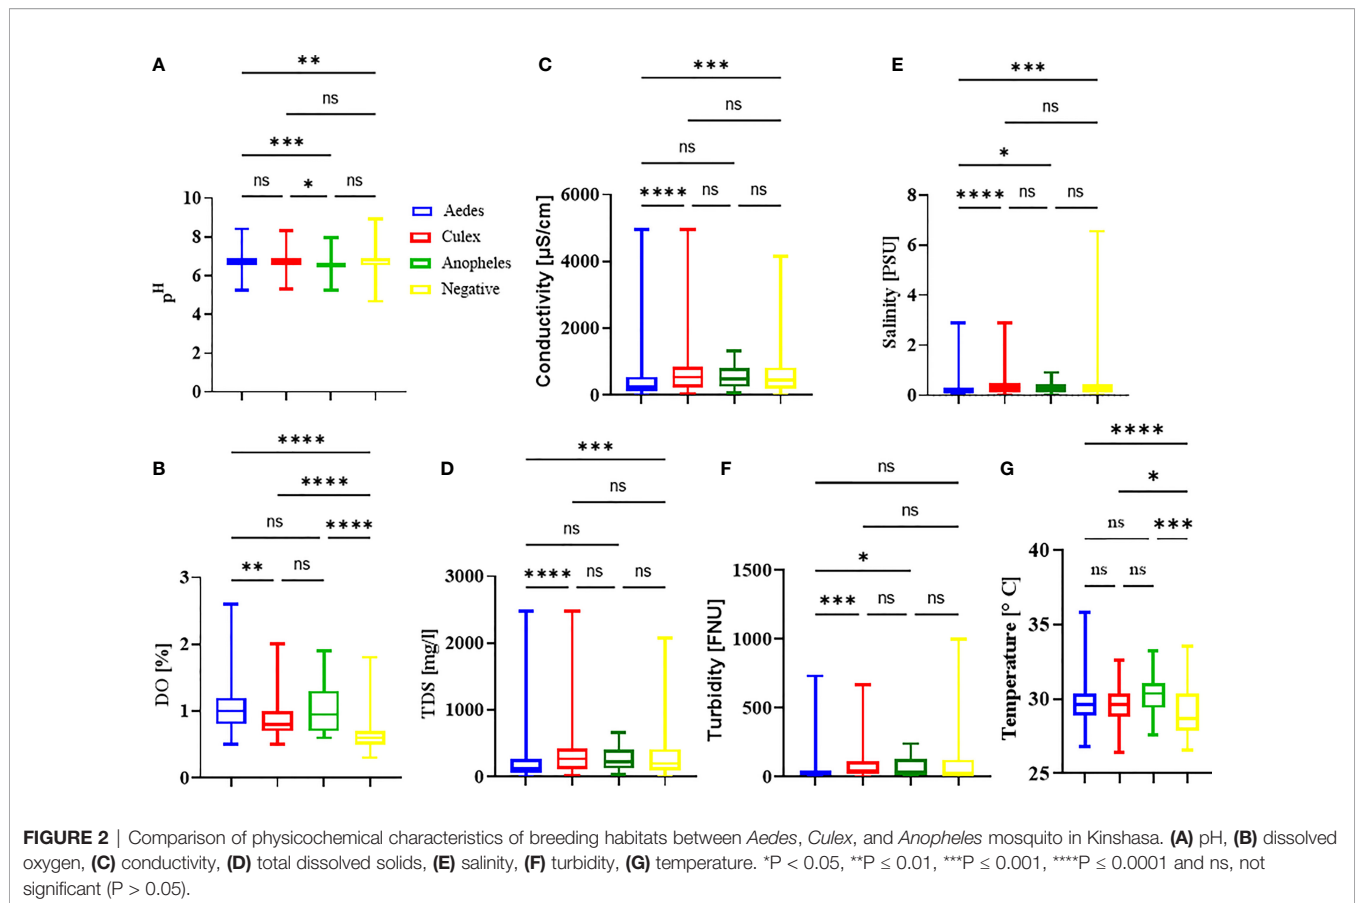 A
**
ns
***
ns
*
ns
10
8
6
4
2
0
pH
Aedes
Culex
Anopheles
Negative
C
***
ns
ns
****
ns
ns
6000
4000
2000
0
Conductivity [µS/cm]
E
***
ns
*
****
ns
ns
8
6
4
2
0
Salinity [PSU]
B
****
****
ns
****
**
ns
3
2
1
0
DO [%]
D
***
ns
ns
****
ns
ns
3000
2000
1000
0
TDS [mg/l]
F
ns
ns
*
***
ns
ns
1500
1000
500
0
Turbidity [FNU]
G
****
*
ns
***
ns
ns
40
35
30
25
Temperature [° C]
FIGURE 2 | Comparison of physicochemical characteristics of breeding habitats between Aedes, Culex, and Anopheles mosquito in Kinshasa. (A) pH, (B) dissolved
oxygen, (C) conductivity, (D) total dissolved solids, (E) salinity, (F) turbidity, (G) temperature. *P < 0.05, **P ≤ 0.01, ***P ≤ 0.001, ****P ≤ 0.0001 and ns, not
significant (P > 0.05).